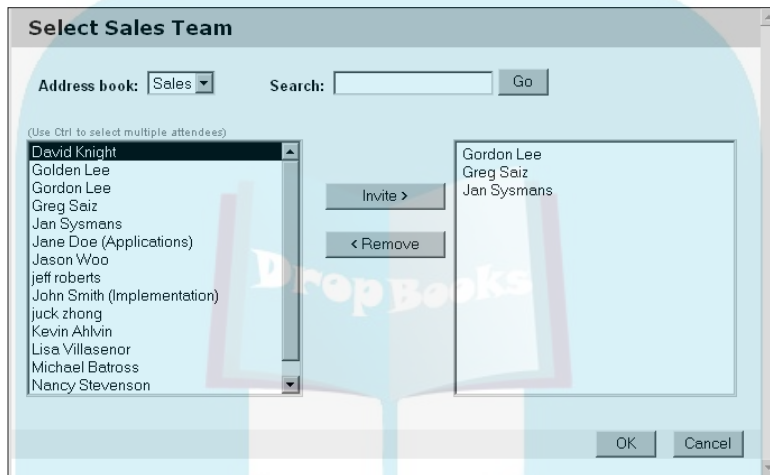 Select Sales Team
Address book: Sales Search: Go
(Use Ctrl to select multiple attendees)
David Knight
Golden Lee
Gordon Lee
Greg Saiz
Jan Sysmans
Jane Doe (Applications)
Jason Woo
jeff roberts
John Smith (Implementation)
juck zhong
Kevin Ahlvin
Lisa Villasenor
Michael Batross
Nancy Stevenson
Invite >
< Remove
Gordon Lee
Greg Saiz
Jan Sysmans
DropBooks
OK Cancel